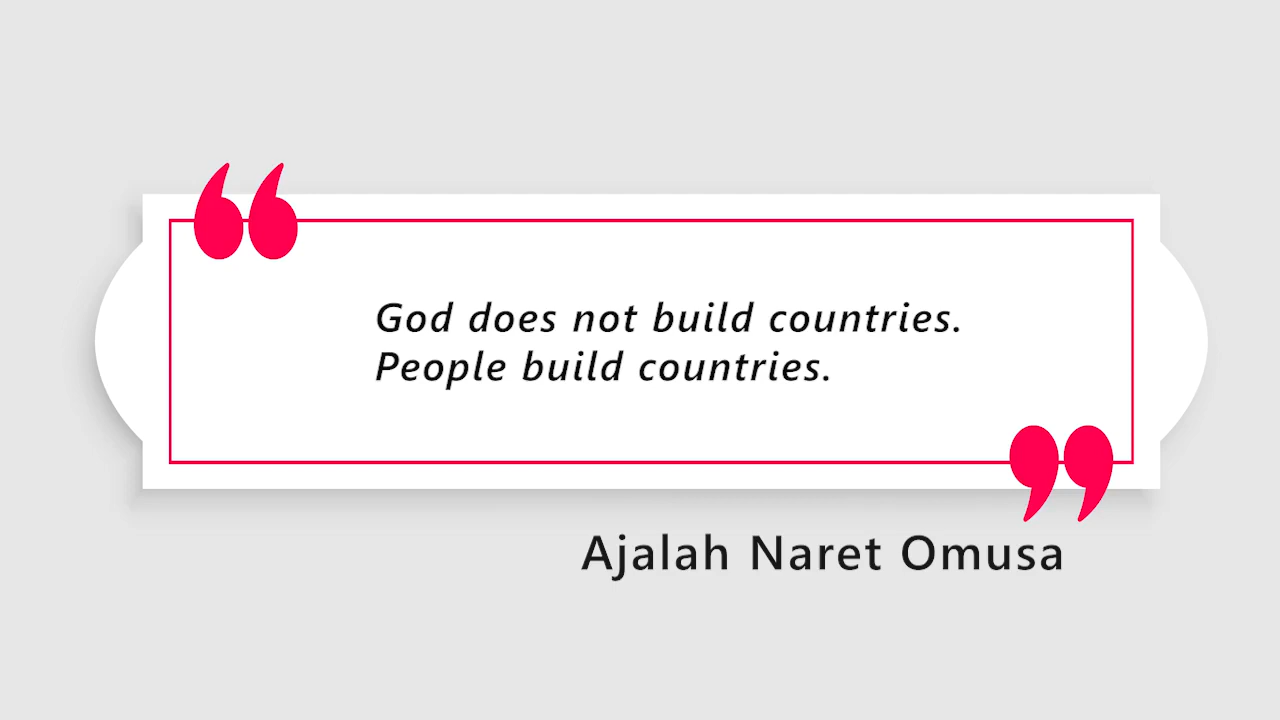 God does not build countries.
People build countries.
Ajalah Naret Omusa